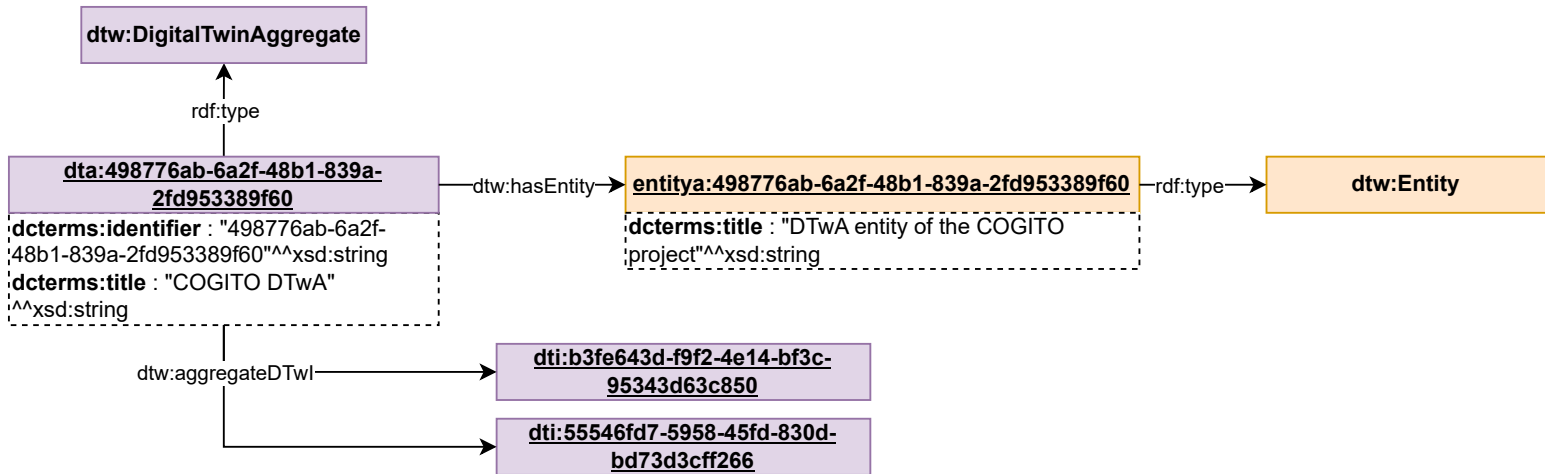 dtw:DigitalTwinAggregate
rdf:type
dta:498776ab-6a2f-48b1-839a-
2fd953389f60
dtw:hasEntity
entitya:498776ab-6a2f-48b1-839a-2fd953389f60
rdf:type
dtw:Entity
dcterms:identifier : "498776ab-6a2f-
48b1-839a-2fd953389f60"^^xsd:string
dcterms:title : "COGITO DTwA"
^^xsd:string
dcterms:title : "DTwA entity of the COGITO
project"^^xsd:string
dtw:aggregateDTwI
dti:b3fe643d-f9f2-4e14-bf3c-
95343d63c850
dti:55546fd7-5958-45fd-830d-
bd73d3cff266